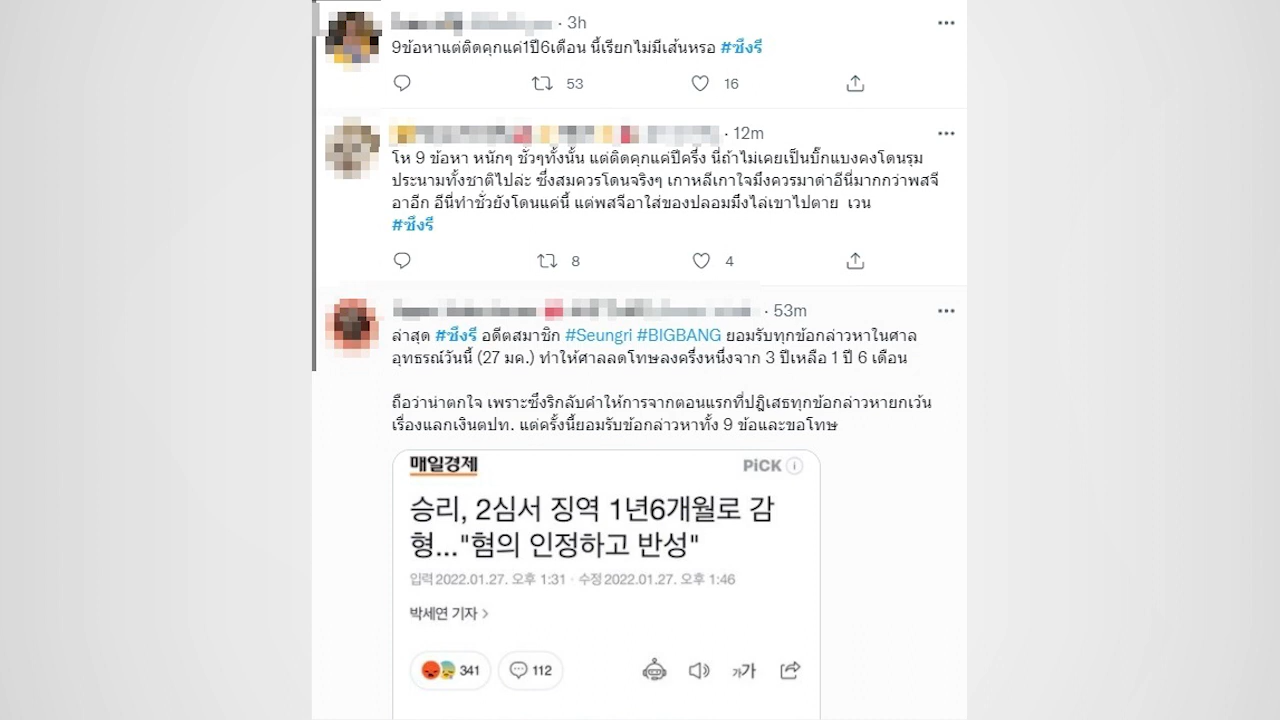 · 3h
9ข้อหาแต่ติดคุกแค่1ปี6เดือน นี้เรียกไม่มีเส้นหรอ #ซึงรี
53 16
· 12m
โห 9 ข้อหา หนักๆ ชั่วๆทั้งนั้น แต่ติดคุกแค่ปีครึ่ง นี่ถ้าไม่เคยเป็นบิ๊กแบงคงโดนรุม
ประนามทั้งชาติไปล่ะ ซึ่งสมควรโดนจริงๆ เกาหลีเกาใจมึงควรมาด่าอีนี่มากกว่าพสจี
อาอีก อีนี่ทำชั่วยังโดนแค่นี้ แต่พสจีอาใส่ของปลอมมึงไล่เขาไปตาย เวน
#ซึงรี
8 4
· 53m
ล่าสุด #ซึงรี อดีตสมาชิก #Seungri #BIGBANG ยอมรับทุกข้อกล่าวหาในศาล
อุทธรณ์วันนี้ (27 มค.) ทำให้ศาลลดโทษลงครึ่งหนึ่งจาก 3 ปีเหลือ 1 ปี 6 เดือน
ถือว่าน่าตกใจ เพราะซึงริกลับคำให้การจากตอนแรกที่ปฎิเสธทุกข้อกล่าวหายกเว้น
เรื่องแลกเงินตปท. แต่ครั้งนี้ยอมรับข้อกล่าวหาทั้ง 9 ข้อและขอโทษ
매일경제 PiCK
승리, 2심서 징역 1년6개월로 감
형..."혐의 인정하고 반성"
입력 2022.01.27. 오후 1:31 · 수정 2022.01.27. 오후 1:46
박세연 기자 >
341 112 가가